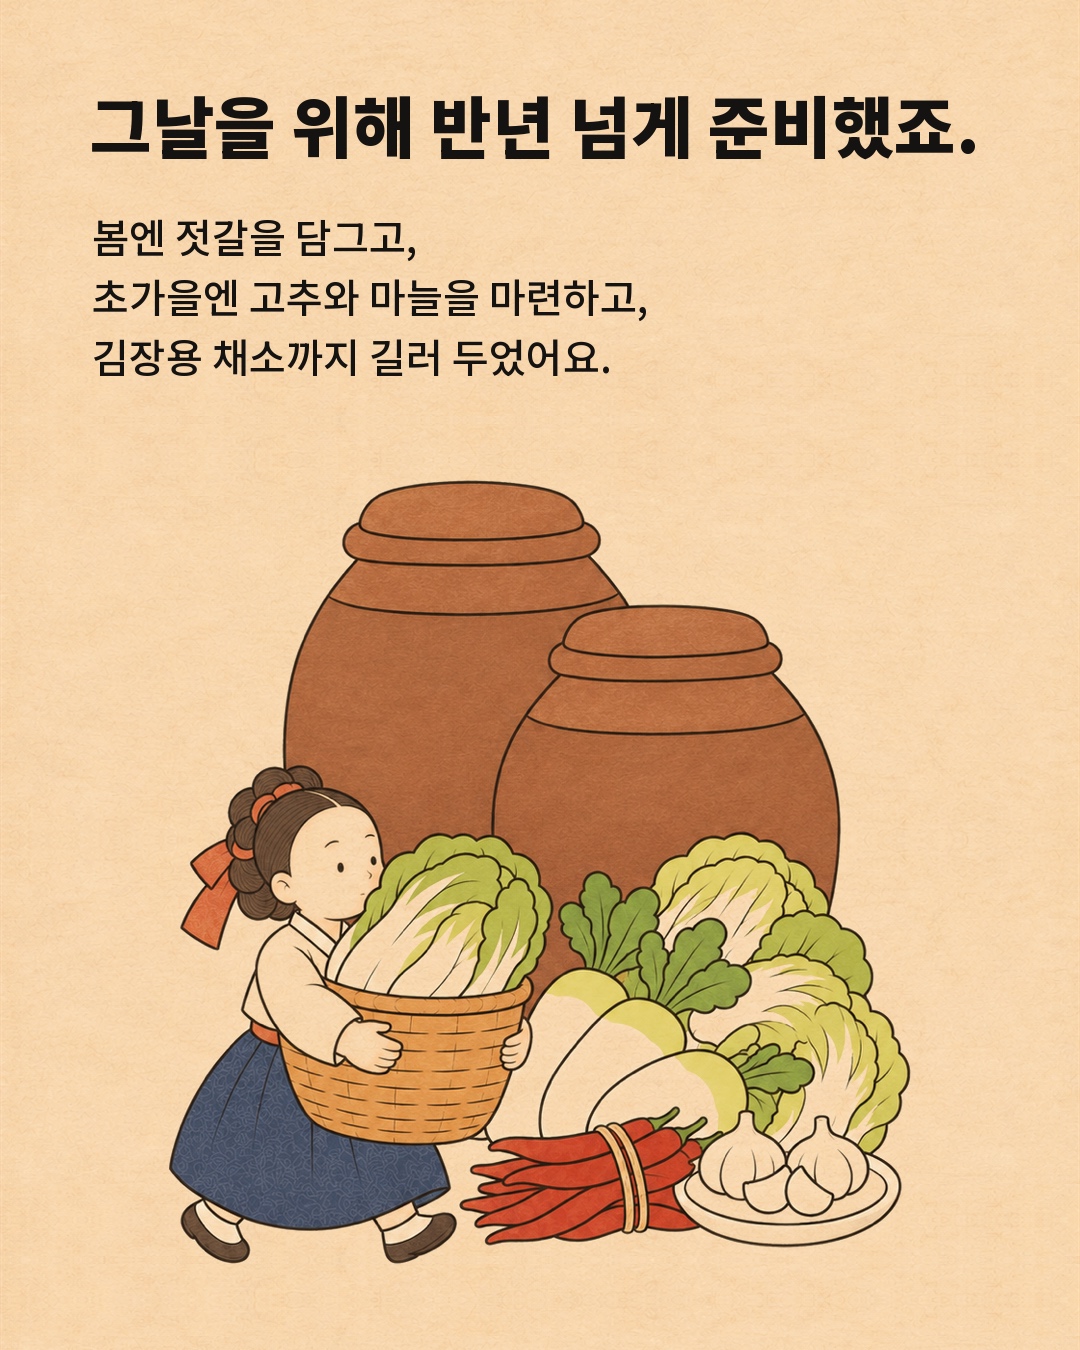 그날을 위해 반년 넘게 준비했죠.
봄엔 젓갈을 담그고,
초가을엔 고추와 마늘을 마련하고,
김장용 채소까지 길러 두었어요.